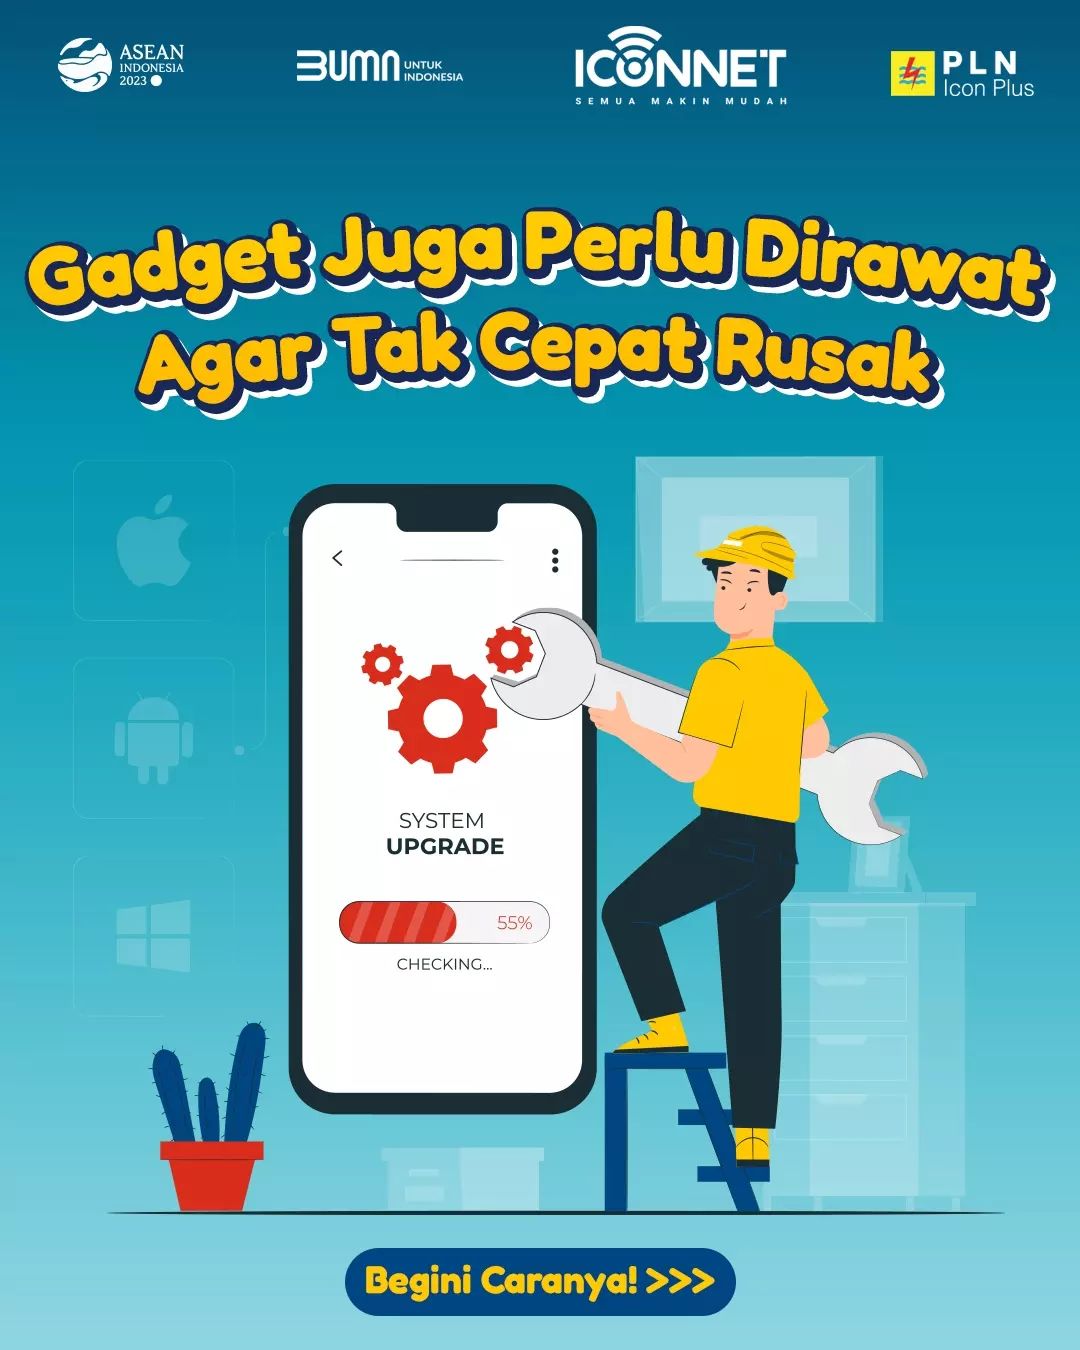 ASEAN
INDONESIA
2023
BUMN
UNTUK
INDONESIA
ICONNET
SEMUA MAKIN MUDAH
PLN
Icon Plus
Gadget Juga Perlu Dirawat
Agar Tak Cepat Rusak
SYSTEM
UPGRADE
55%
CHECKING...
Begini Caranya! >>>